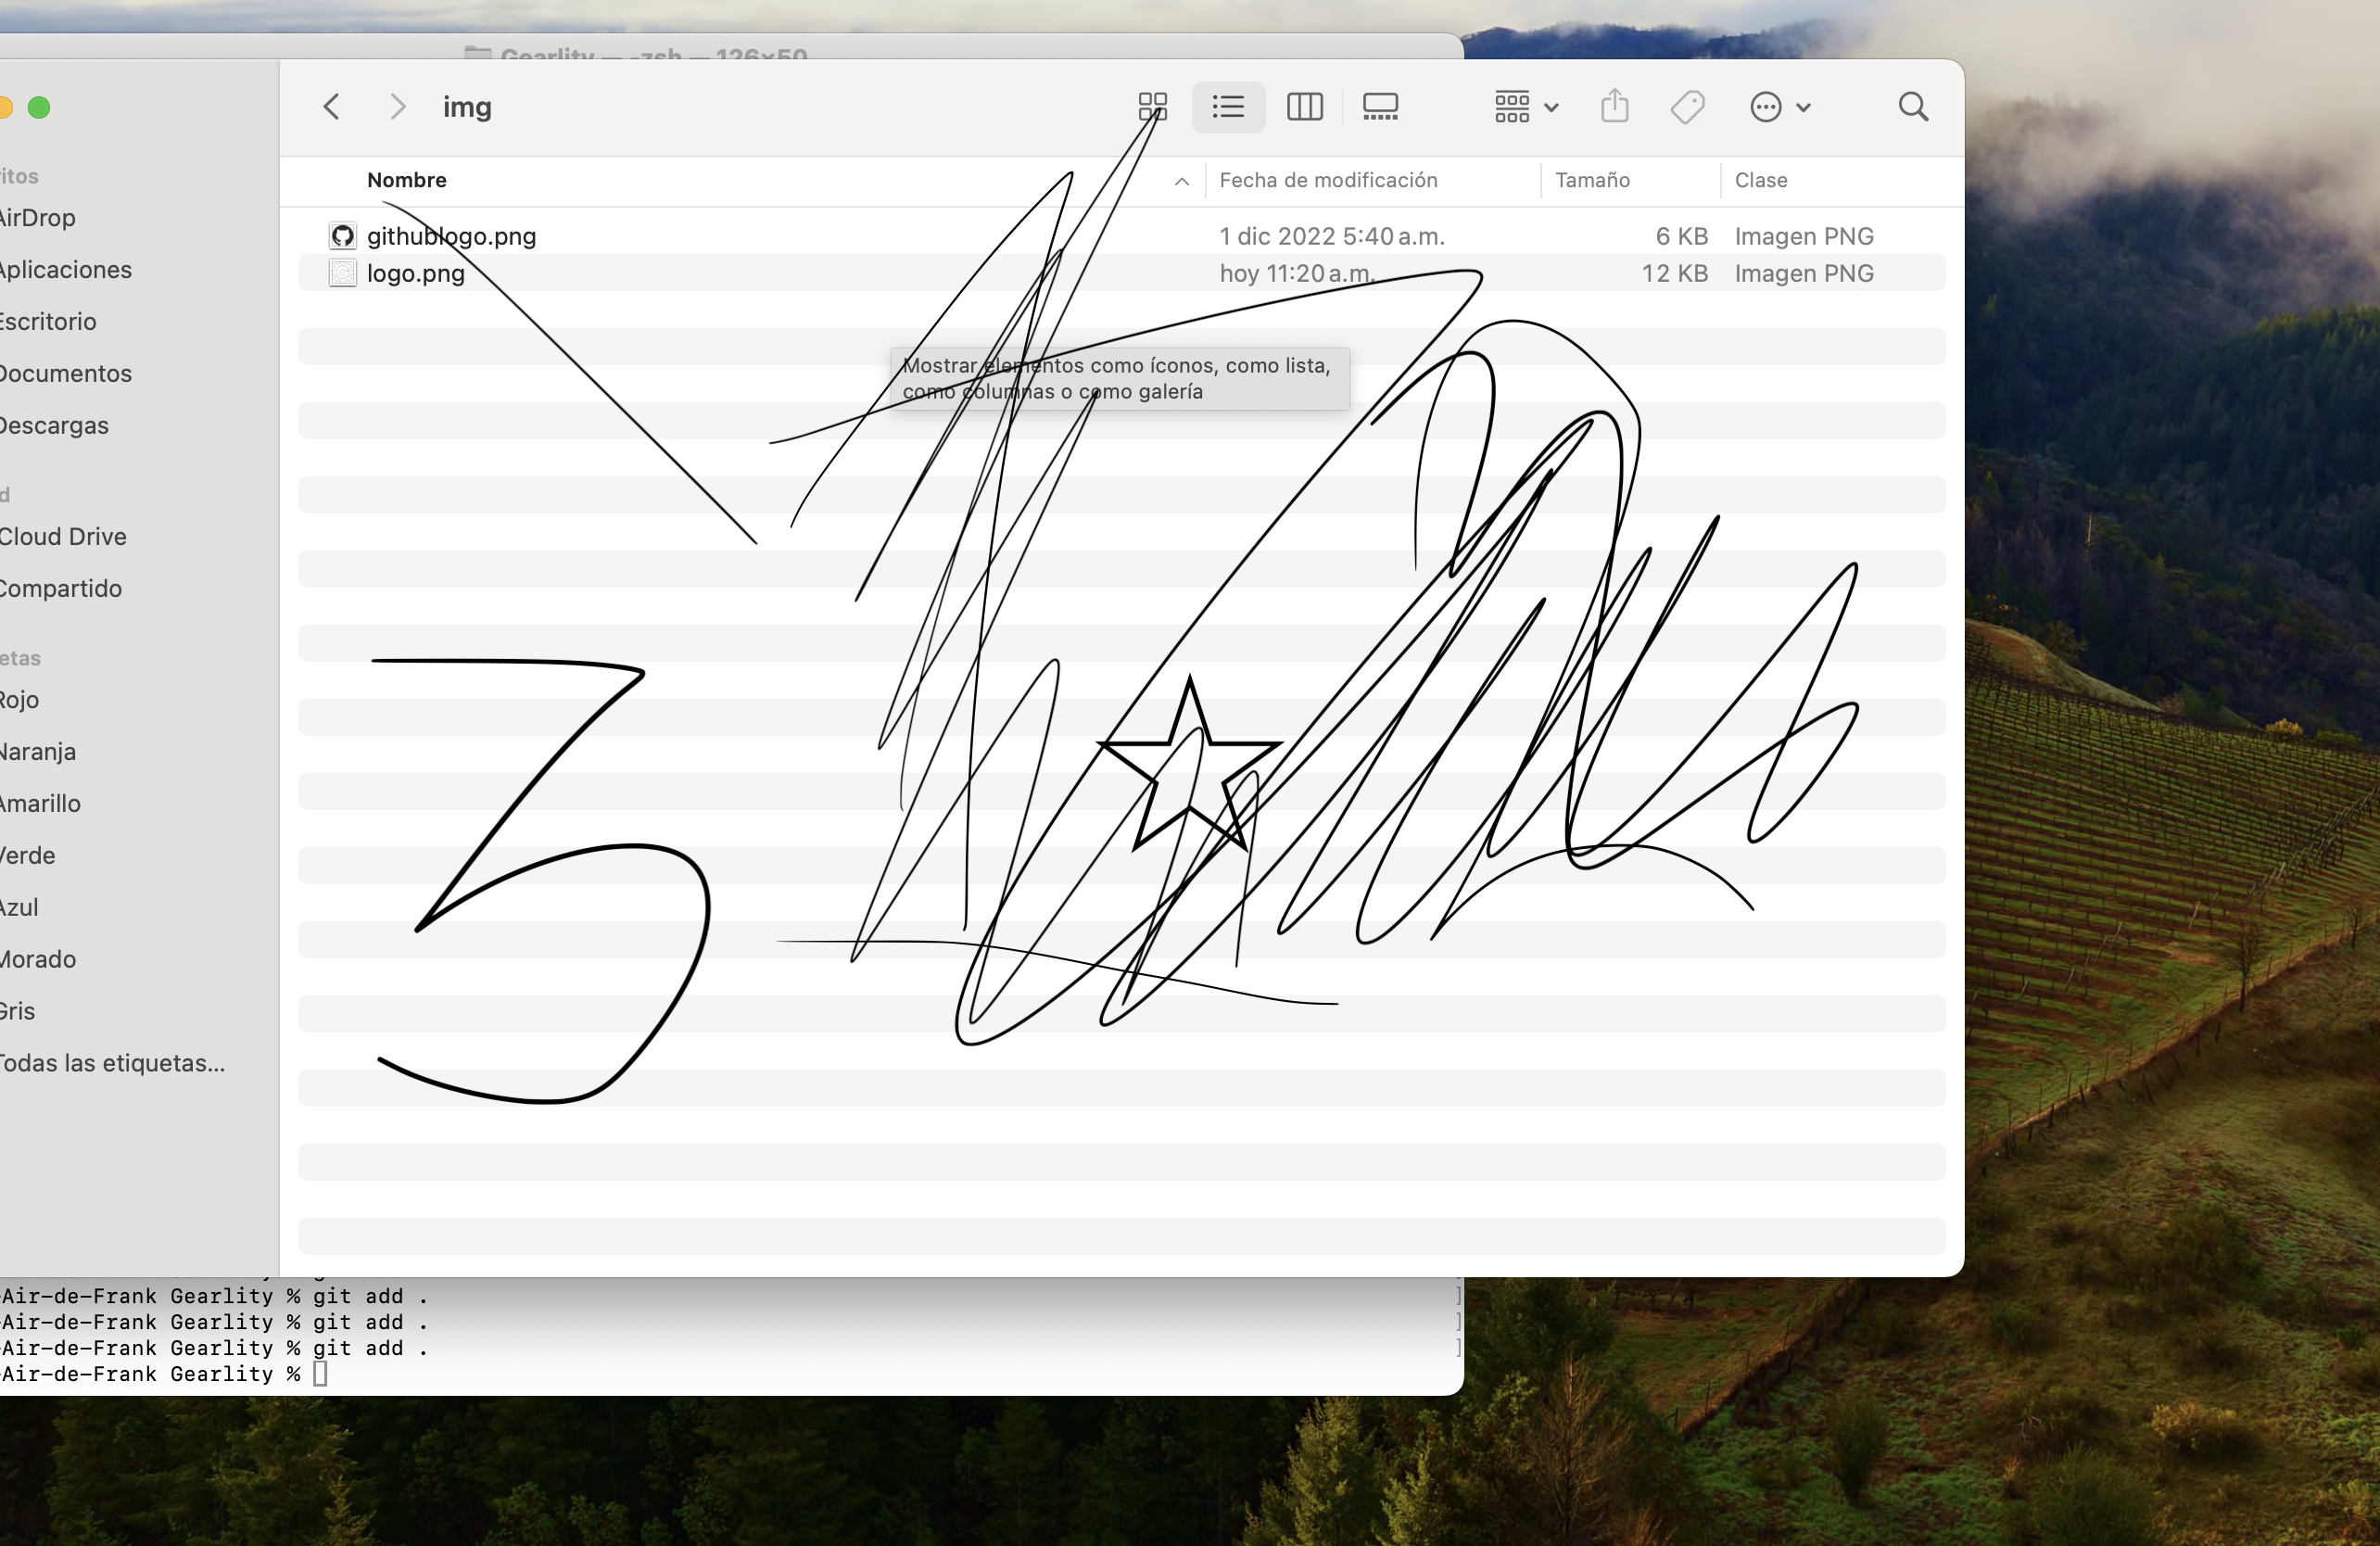 Gearlity — -zsh — 126×50
img
Nombre Fecha de modificación Tamaño Clase
githublogo.png 1 dic 2022 5:40 a.m. 6 KB Imagen PNG
logo.png hoy 11:20 a.m. 12 KB Imagen PNG
Mostrar elementos como íconos, como lista,
como columnas o como galería
itos
AirDrop
Aplicaciones
Escritorio
Documentos
Descargas
d
Cloud Drive
Compartido
etas
Rojo
Naranja
Amarillo
Verde
Azul
Morado
Gris
Todas las etiquetas...
3
-Air-de-Frank Gearlity % git add .
-Air-de-Frank Gearlity % git add .
-Air-de-Frank Gearlity % git add .
-Air-de-Frank Gearlity %